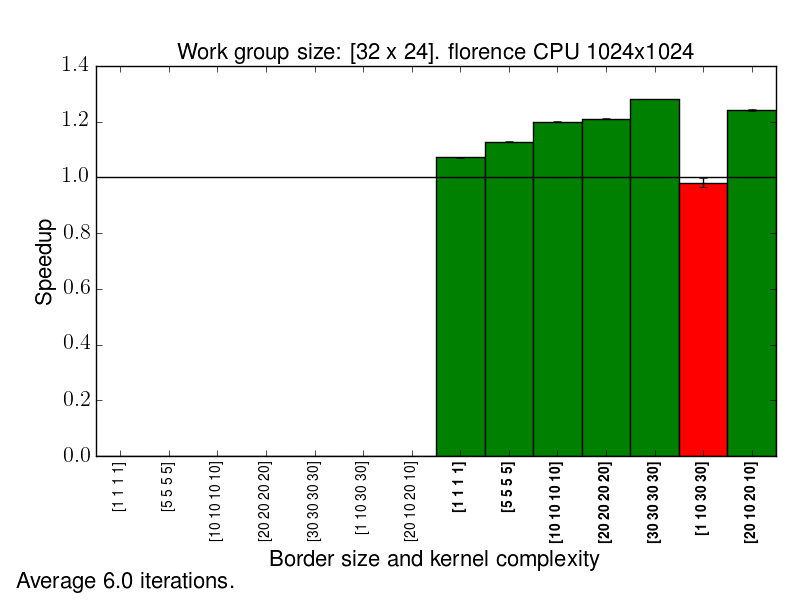 Work group size: [32 x 24]. florence CPU 1024x1024
1.4
1.2
1.0
0.8
0.6
0.4
0.2
0.0
Speedup
[1 1 1 1]
[5 5 5 5]
[10 10 10 10]
[20 20 20 20]
[30 30 30 30]
[1 10 30 30]
[20 10 20 10]
[1 1 1 1]
[5 5 5 5]
[10 10 10 10]
[20 20 20 20]
[30 30 30 30]
[1 10 30 30]
[20 10 20 10]
Border size and kernel complexity
Average 6.0 iterations.